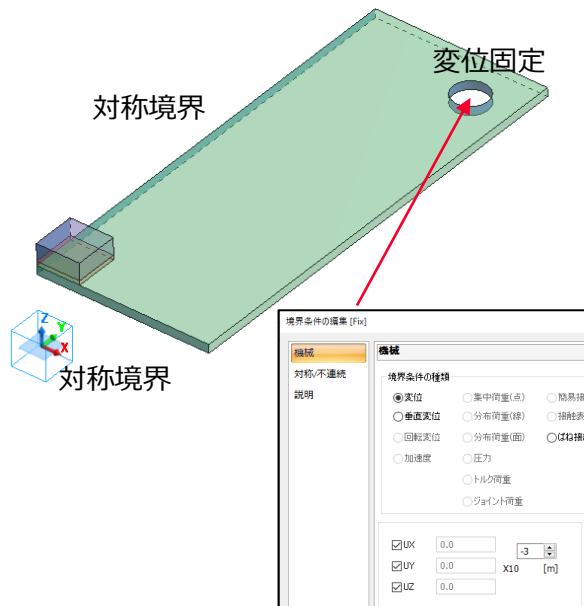 変位固定
対称境界
Z
Y
X
対称境界
境界条件の編集 [Fix]
機械
対称/不連続
説明
機械
境界条件の種類
変位 集中荷重(点)
垂直変位 分布荷重(線)
回転変位 分布荷重(面)
加速度 圧力
トルク荷重
ジョイント荷重
UX 0.0 -3
UY 0.0 X10 [m]
UZ 0.0